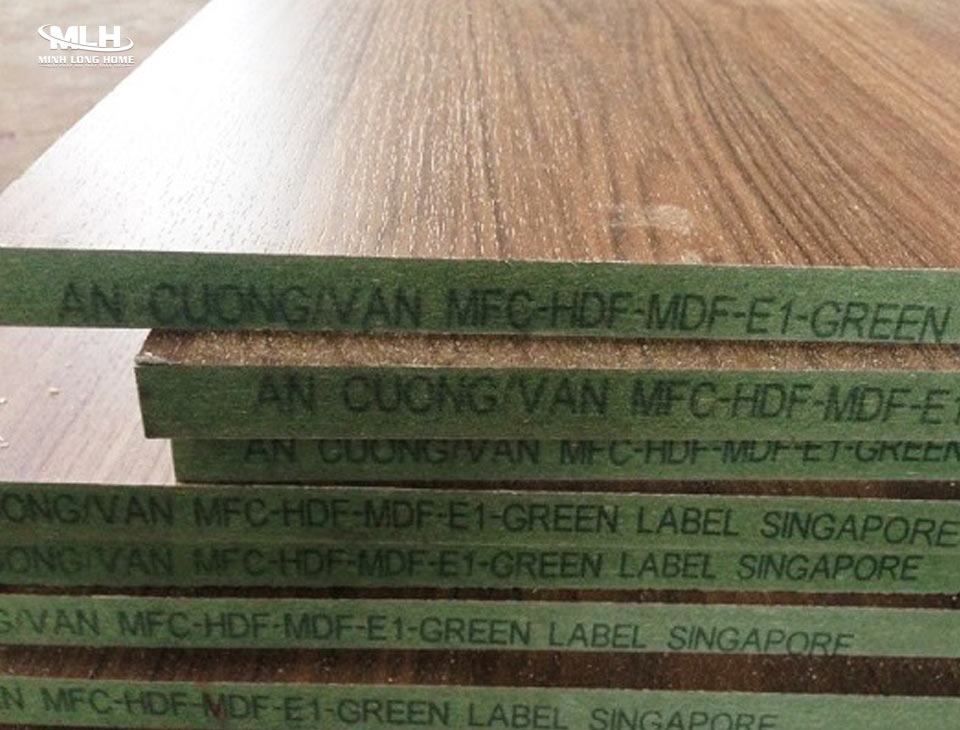 MLH
MINH LONG HOME
AN CUONG/VAN MFC-HDF-MDF-E1-GREEN
AN CUONG/VAN MFC-HDF-MDF-E1
AN CUONG/VAN MFC-HDF-MDF-E1-GREEN
CONG/VAN MFC-HDF-MDF-E1-GREEN LABEL SINGAPORE
ONG/VAN MFC-HDF-MDF-E1-GREEN LABEL SINGAPORE
G/VAN MFC-HDF-MDF-E1-GREEN LABEL SINGAPORE
AN MFC-HDF-MDF-E1-GREEN LABEL SINGAPORE